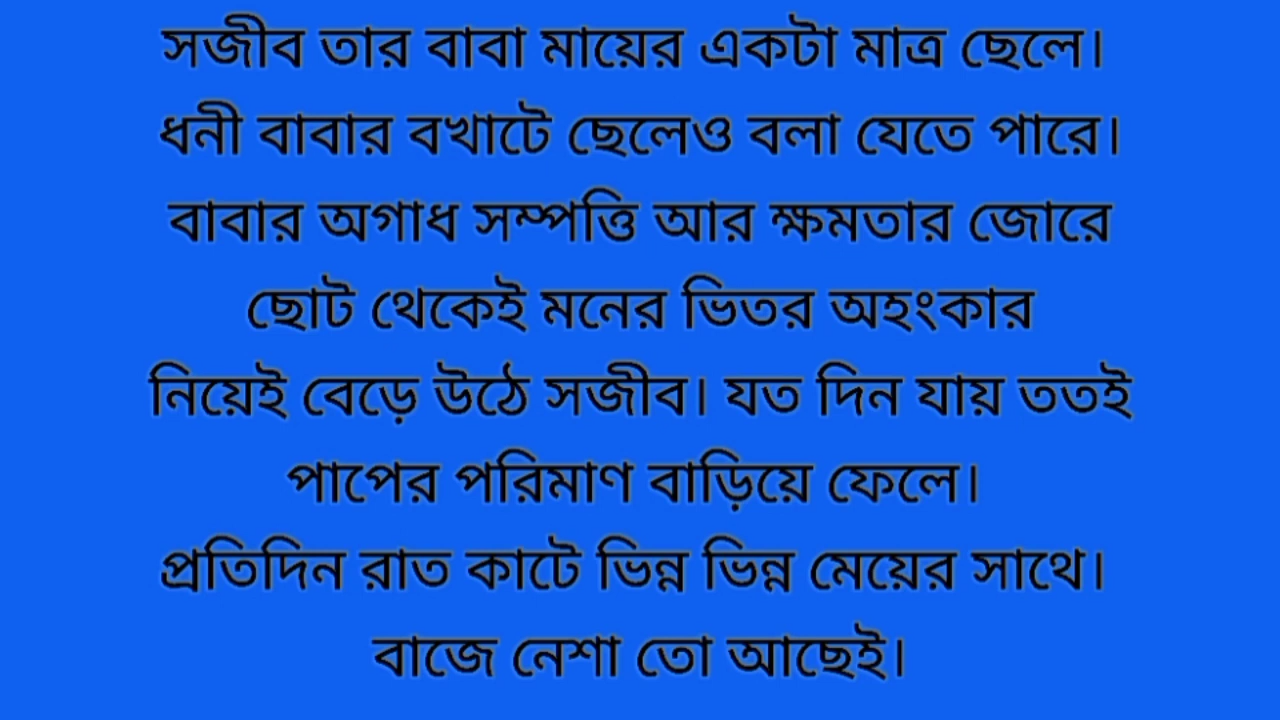 সজীব তার বাবা মায়ের একটা মাত্র ছেলে।
ধনী বাবার বখাটে ছেলেও বলা যেতে পারে।
বাবার অগাধ সম্পত্তি আর ক্ষমতার জোরে
ছোট থেকেই মনের ভিতর অহংকার
নিয়েই বেড়ে উঠে সজীব। যত দিন যায় ততই
পাপের পরিমাণ বাড়িয়ে ফেলে।
প্রতিদিন রাত কাটে ভিন্ন ভিন্ন মেয়ের সাথে।
বাজে নেশা তো আছেই।